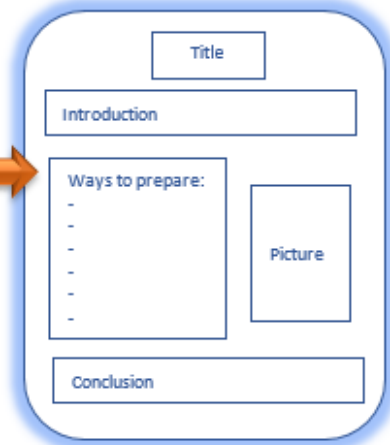 Title
Introduction
Ways to prepare:
-
-
-
-
-
-
Picture
Conclusion